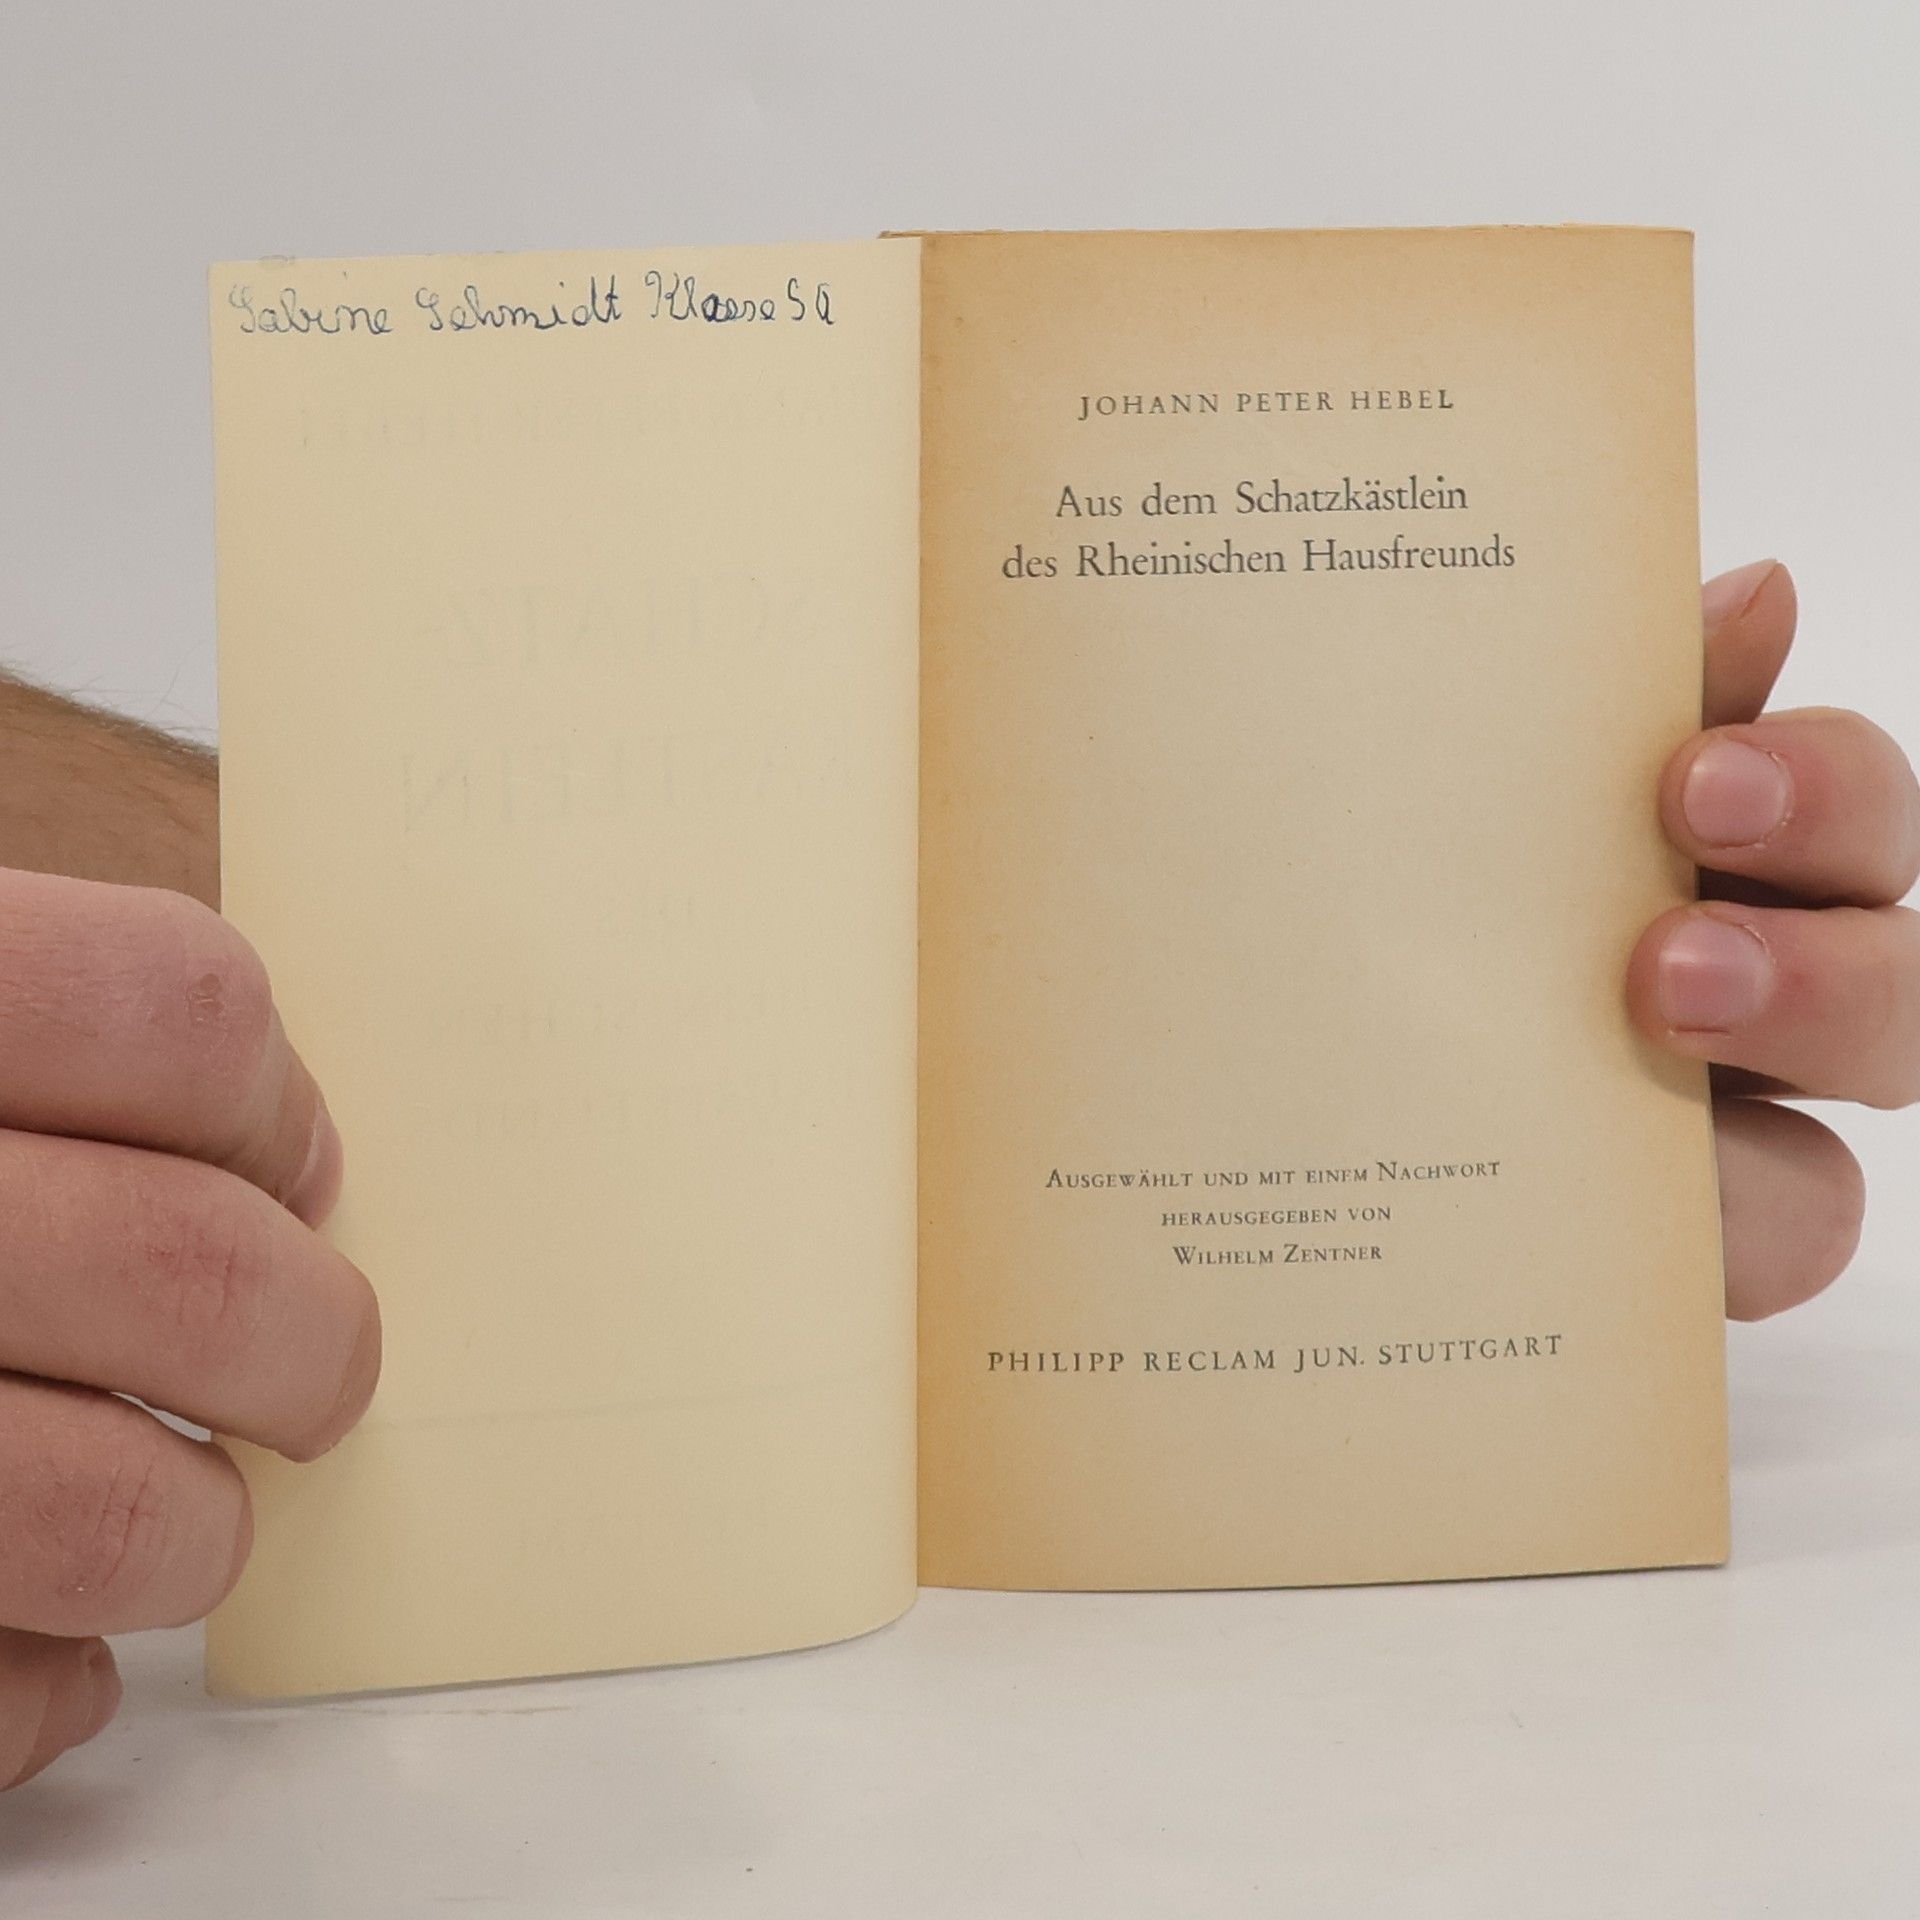 Sabine Schmidt Klasse 5a
JOHANN PETER HEBEL
Aus dem Schatzkästlein
des Rheinischen Hausfreunds
AUSGEWÄHLT UND MIT EINEM NACHWORT
HERAUSGEGEBEN VON
WILHELM ZENTNER
PHILIPP RECLAM JUN. STUTTGART